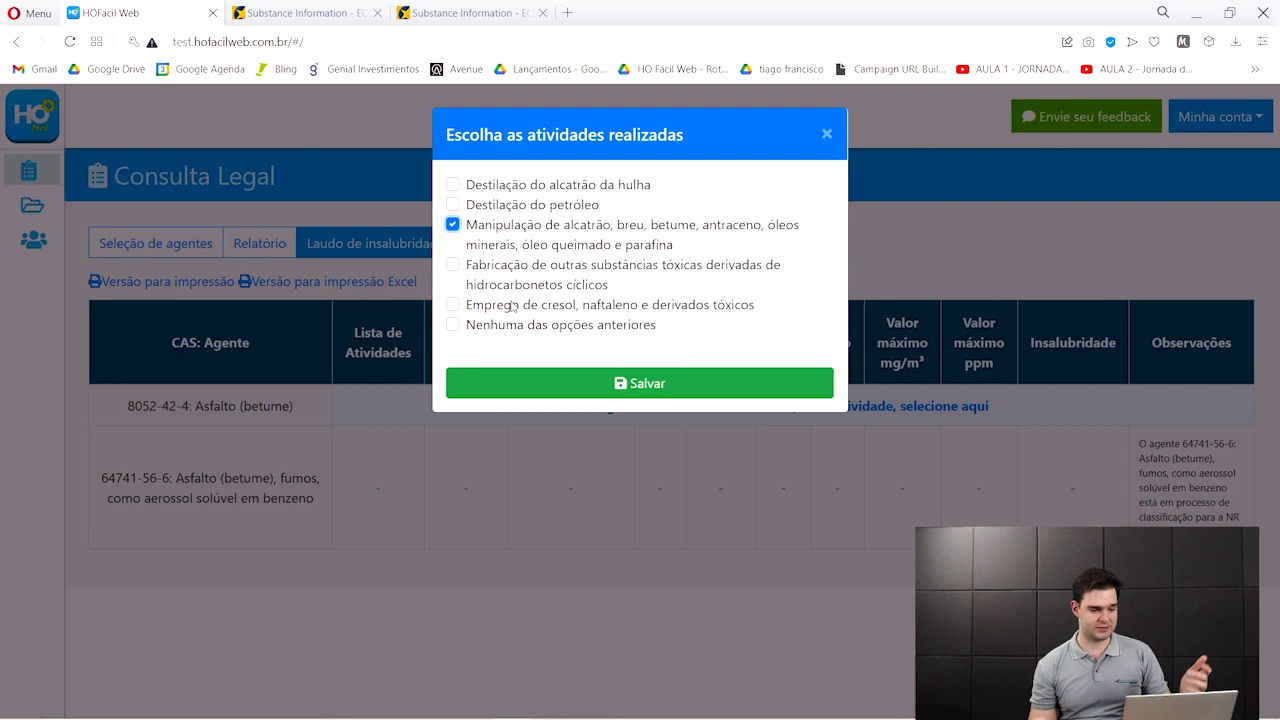 Menu
HOFacil Web
Substance Information - EC
Substance Information - EC
test.hofacilweb.com.br/#/
Gmail
Google Drive
Google Agenda
Bling
Genial Investimentos
Avenue
Lançamentos - Goo...
HO Fácil Web - Rot...
tiago francisco
Campaign URL Buil...
AULA 1 - JORNADA...
AULA 2 - Jornada d...
HO
fácil
Envie seu feedback
Minha conta
Consulta Legal
Escolha as atividades realizadas
Destilação do alcatrão da hulha
Destilação do petróleo
Manipulação de alcatrão, breu, betume, antraceno, óleos
minerais, óleo queimado e parafina
Fabricação de outras substâncias tóxicas derivadas de
hidrocarbonetos cíclicos
Emprego de cresol, naftaleno e derivados tóxicos
Nenhuma das opções anteriores
Salvar
Seleção de agentes
Relatório
Laudo de insalubridad
Versão para impressão
Versão para impressão Excel
CAS: Agente
Lista de
Atividades
Valor
máximo
mg/m³
Valor
máximo
ppm
Insalubridade
Observações
8052-42-4: Asfalto (betume)
vidade, selecione aqui
64741-56-6: Asfalto (betume), fumos,
como aerossol solúvel em benzeno
- - - - - - - - - -
O agente 64741-56-6:
Asfalto (betume),
fumos, como aerossol
solúvel em benzeno
está em processo de
classificação para a NR